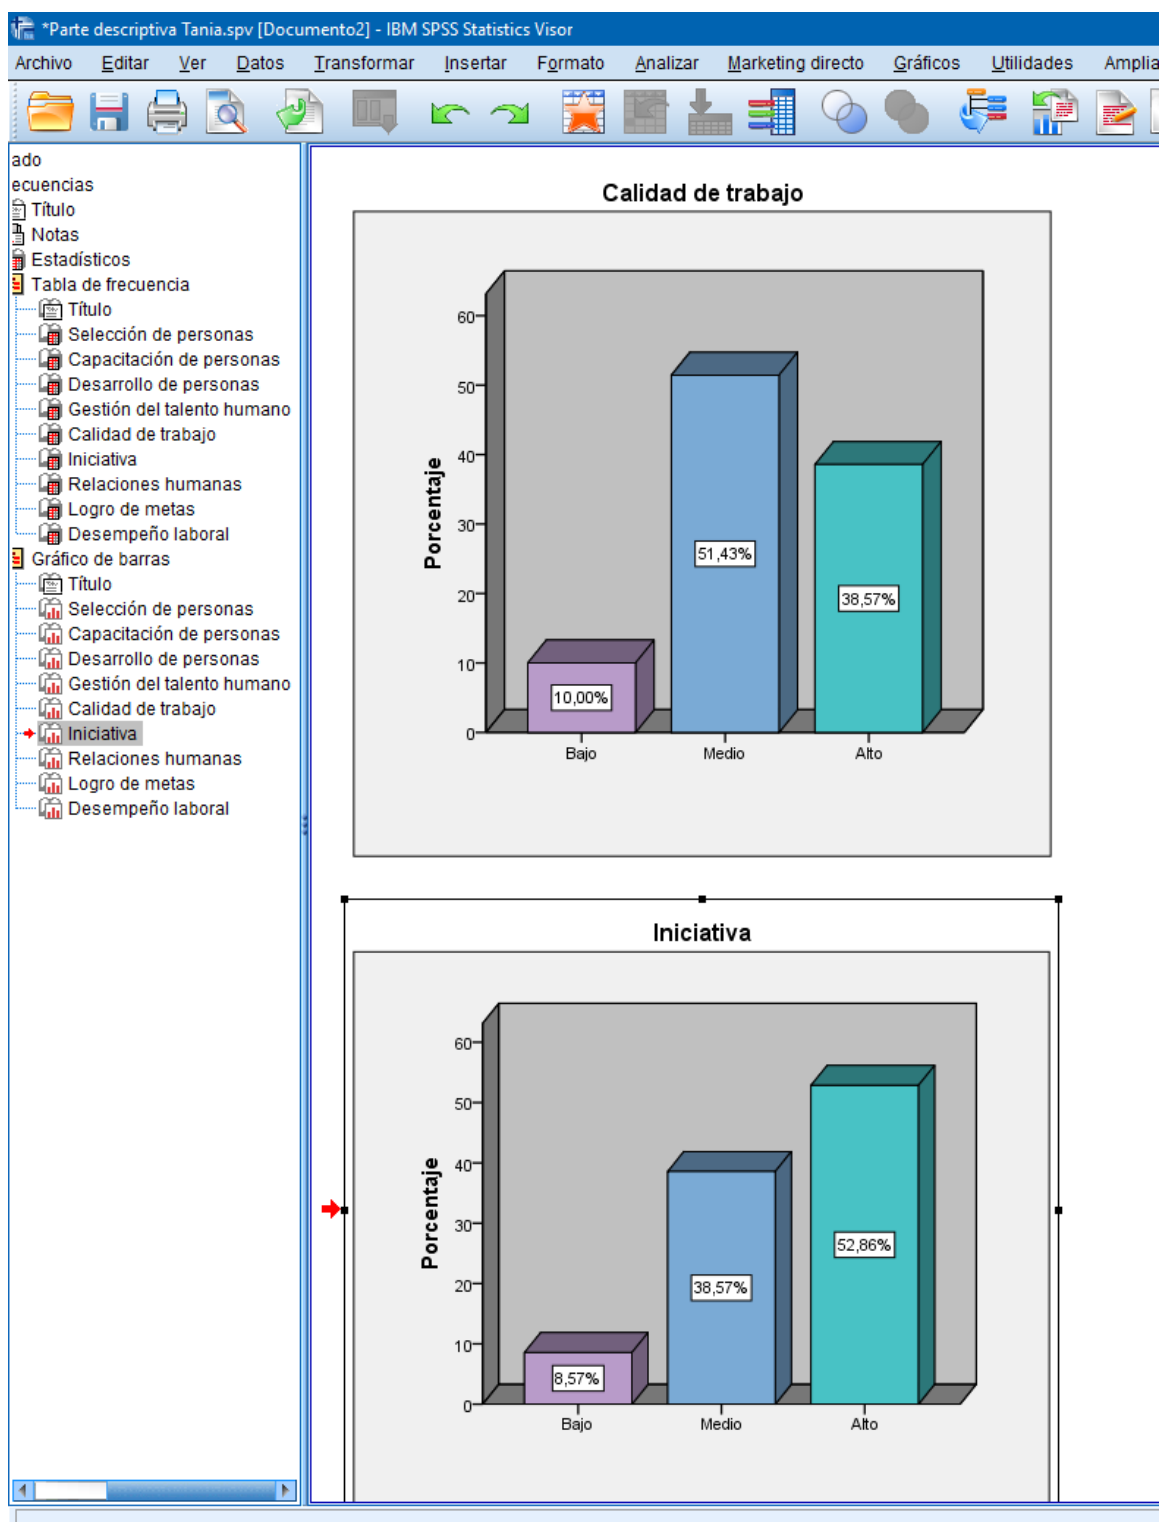 *Parte descriptiva Tania.spv [Documento2] - IBM SPSS Statistics Visor
Archivo Editar Ver Datos Transformar Insertar Formato Analizar Marketing directo Gráficos Utilidades Amplia
ado
ecuencias
Título
Notas
Estadísticos
Tabla de frecuencia
Título
Selección de personas
Capacitación de personas
Desarrollo de personas
Gestión del talento humano
Calidad de trabajo
Iniciativa
Relaciones humanas
Logro de metas
Desempeño laboral
Gráfico de barras
Título
Selección de personas
Capacitación de personas
Desarrollo de personas
Gestión del talento humano
Calidad de trabajo
Iniciativa
Relaciones humanas
Logro de metas
Desempeño laboral
Calidad de trabajo
Porcentaje
60
50
40
30
20
10
0
10,00%
51,43%
38,57%
Bajo Medio Alto
Iniciativa
Porcentaje
60
50
40
30
20
10
0
8,57%
38,57%
52,86%
Bajo Medio Alto